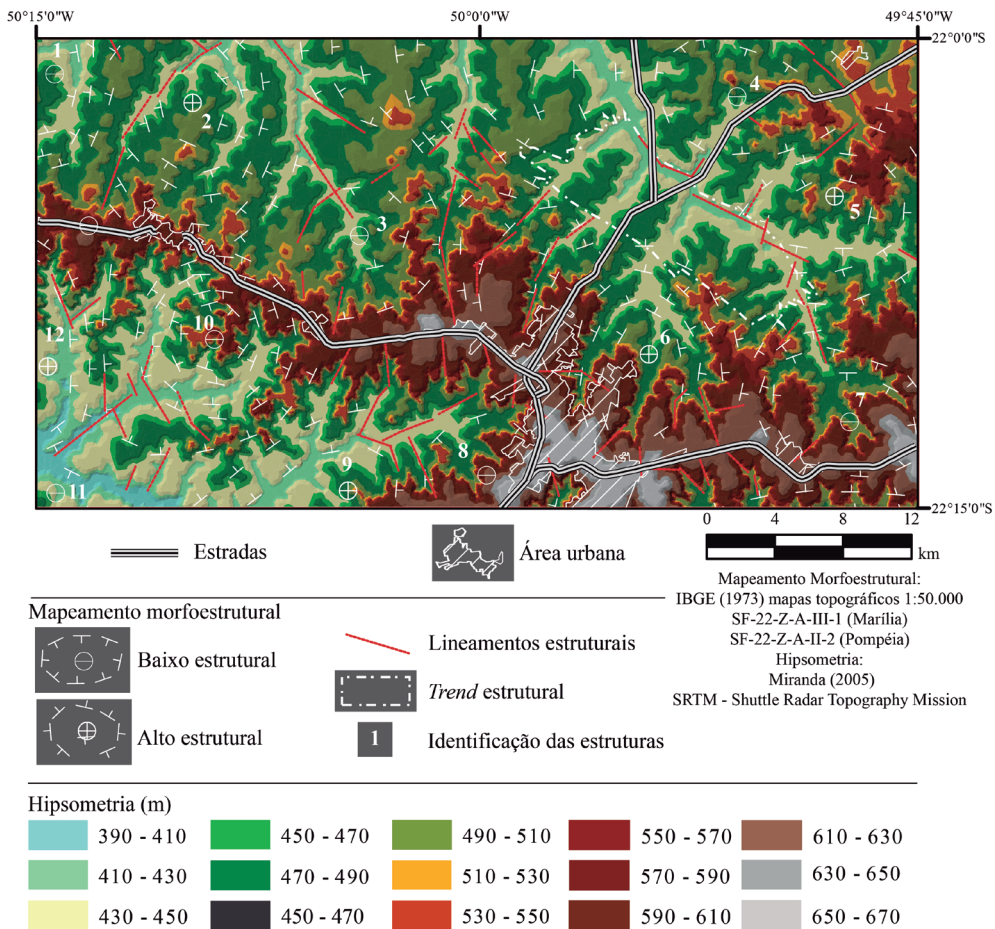 50°15'0"W 50°0'0"W 49°45'0"W
22°0'0"S
1
2
3
4
5
6
7
8
9
10
11
12
22°15'0"S
0 4 8 12
km
Estradas
Área urbana
Mapeamento morfoestrutural
Baixo estrutural
Alto estrutural
Lineamentos estruturais
Trend estrutural
1 Identificação das estruturas
Mapeamento Morfoestrutural:
IBGE (1973) mapas topográficos 1:50.000
SF-22-Z-A-III-1 (Marília)
SF-22-Z-A-II-2 (Pompéia)
Hipsometria:
Miranda (2005)
SRTM - Shuttle Radar Topography Mission
Hipsometria (m)
390 - 410 450 - 470 490 - 510 550 - 570 610 - 630
410 - 430 470 - 490 510 - 530 570 - 590 630 - 650
430 - 450 450 - 470 530 - 550 590 - 610 650 - 670